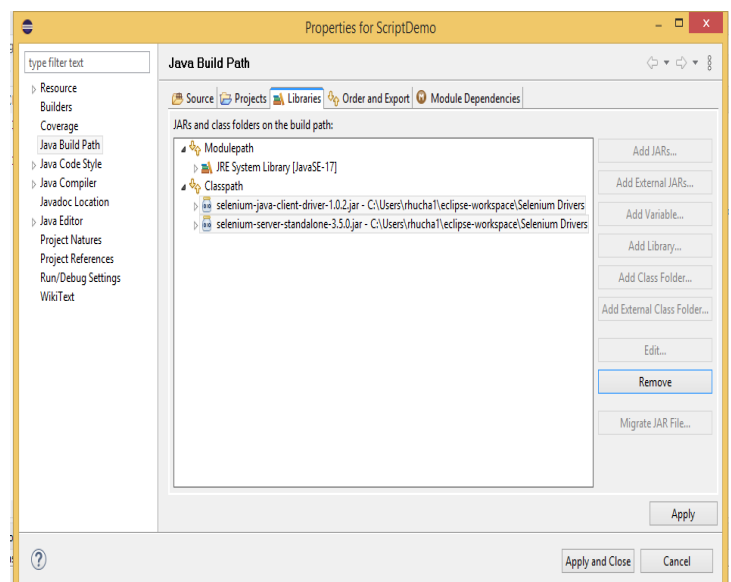 Properties for ScriptDemo
type filter text
Java Build Path
Resource
Builders
Coverage
Java Build Path
Java Code Style
Java Compiler
Javadoc Location
Java Editor
Project Natures
Project References
Run/Debug Settings
WikiText
Source Projects Libraries Order and Export Module Dependencies
JARs and class folders on the build path:
Modulepath
JRE System Library [JavaSE-17]
Classpath
selenium-java-client-driver-1.0.2.jar - C:\Users\rhucha1\eclipse-workspace\Selenium Drivers
selenium-server-standalone-3.5.0.jar - C:\Users\rhucha1\eclipse-workspace\Selenium Drivers
Add JARs...
Add External JARs...
Add Variable...
Add Library...
Add Class Folder...
Add External Class Folder...
Edit...
Remove
Migrate JAR File...
Apply
Apply and Close
Cancel